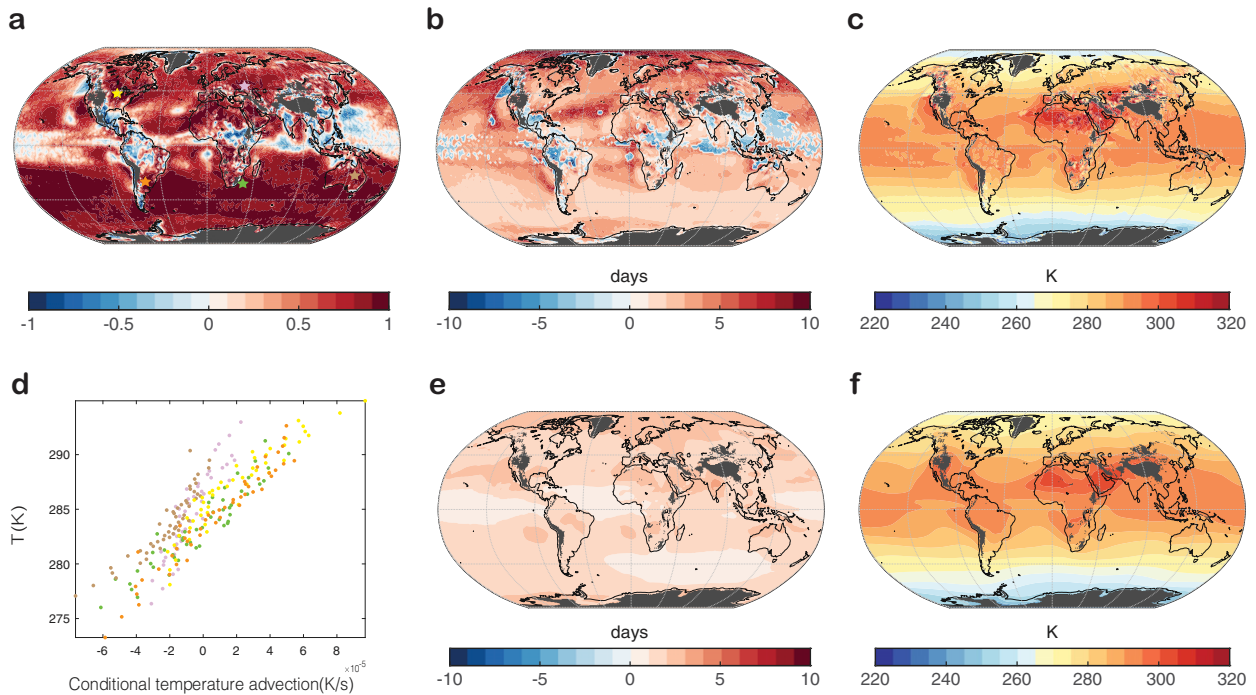 a
b
c
days
K
-1 -0.5 0 0.5 1
-10 -5 0 5 10
220 240 260 280 300 320
d
e
f
T(K)
290
285
280
275
-6 -4 -2 0 2 4 6 8
×10-5
Conditional temperature advection(K/s)
days
K
-10 -5 0 5 10
220 240 260 280 300 320